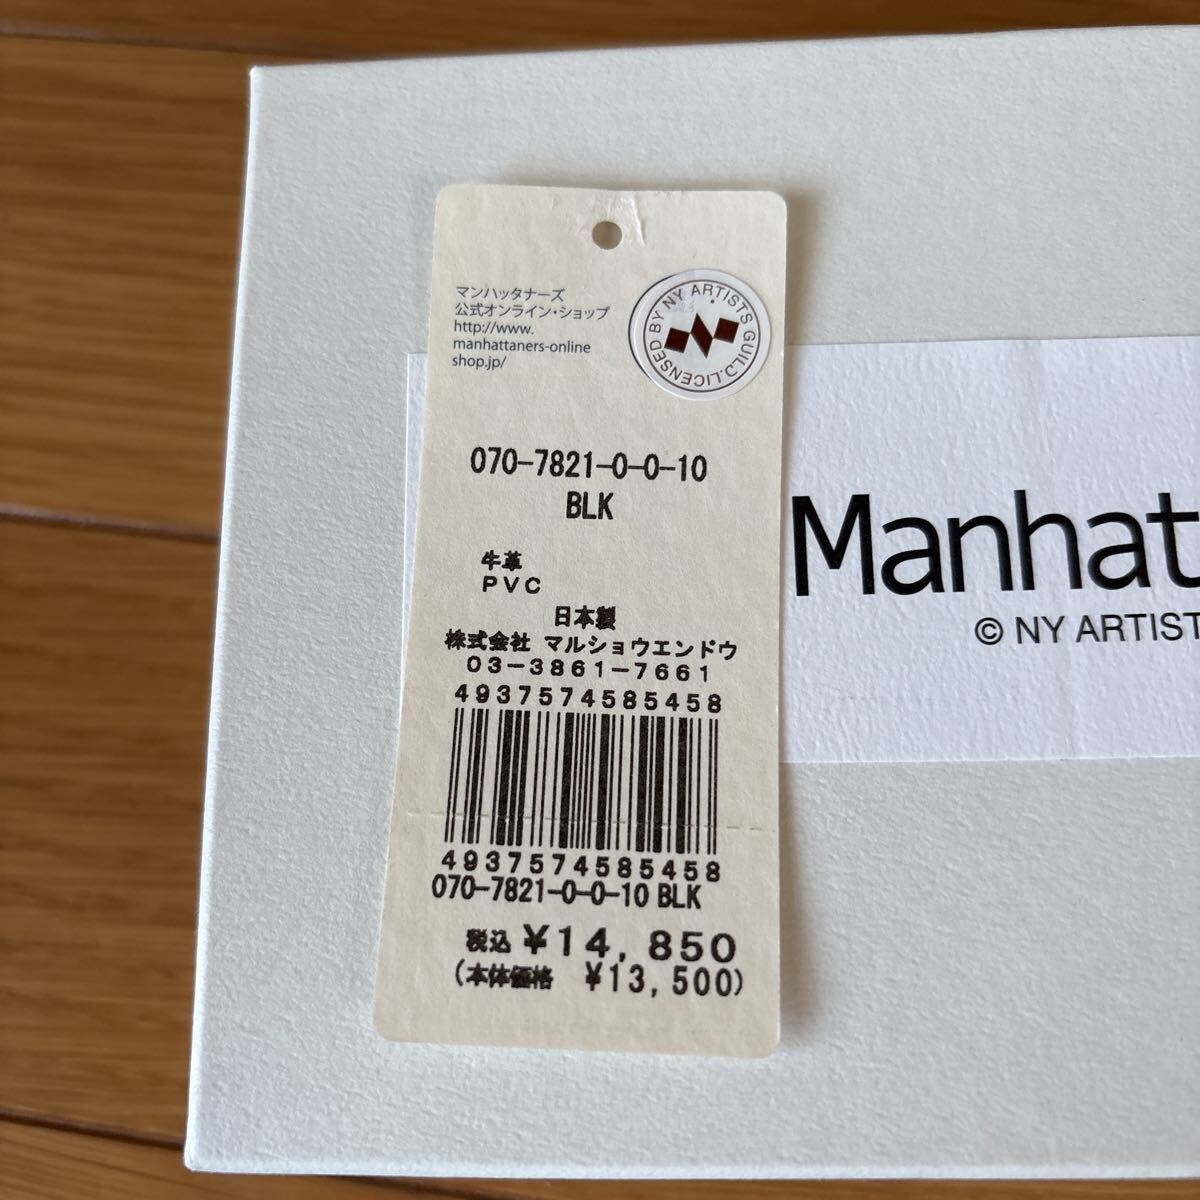 マンハッタナーズ
公式オンライン・ショップ
http://www.
manhattaners-online
shop.jp/
LICENSED BY NY ARTISTS GUILD.
070-7821-0-0-10
BLK
牛革
PVC
日本製
株式会社 マルショウエンドウ
03-3861-7661
4937574585458
4937574585458
070-7821-0-0-10 BLK
税込 ¥14,850
(本体価格 ¥13,500)
Manhat
© NY ARTIST